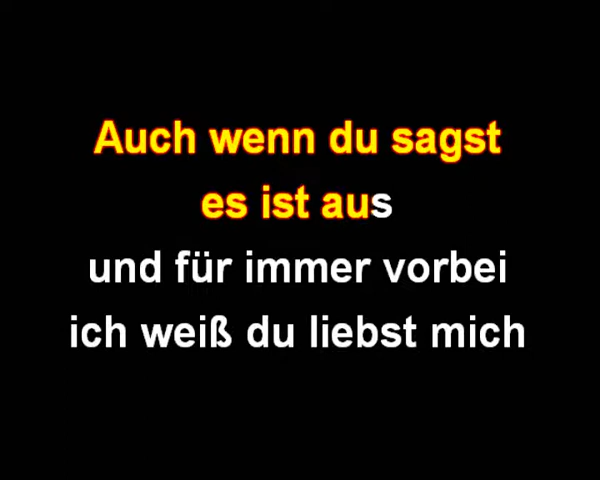 Auch wenn du sagst
es ist aus
und für immer vorbei
ich weiß du liebst mich